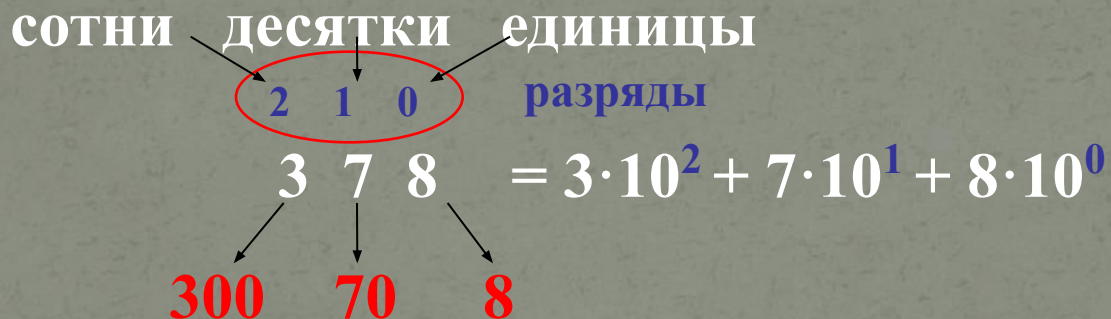 сотни десятки единицы
2 1 0 разряды
3 7 8 = 3·10² + 7·10¹ + 8·10⁰
300 70 8